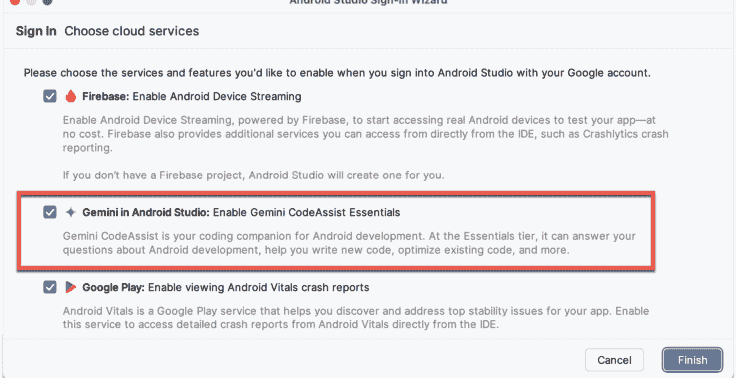 Android Studio Sign-In Wizard
Sign In Choose cloud services
Please choose the services and features you'd like to enable when you sign into Android Studio with your Google account.
Firebase: Enable Android Device Streaming
Enable Android Device Streaming, powered by Firebase, to start accessing real Android devices to test your app—at
no cost. Firebase also provides additional services you can access from directly from the IDE, such as Crashlytics crash
reporting.
If you don't have a Firebase project, Android Studio will create one for you.
Gemini in Android Studio: Enable Gemini CodeAssist Essentials
Gemini CodeAssist is your coding companion for Android development. At the Essentials tier, it can answer your
questions about Android development, help you write new code, optimize existing code, and more.
Google Play: Enable viewing Android Vitals crash reports
Android Vitals is a Google Play service that helps you discover and address top stability issues for your app. Enable
this service to access detailed crash reports from Android Vitals directly from the IDE.
Cancel Finish